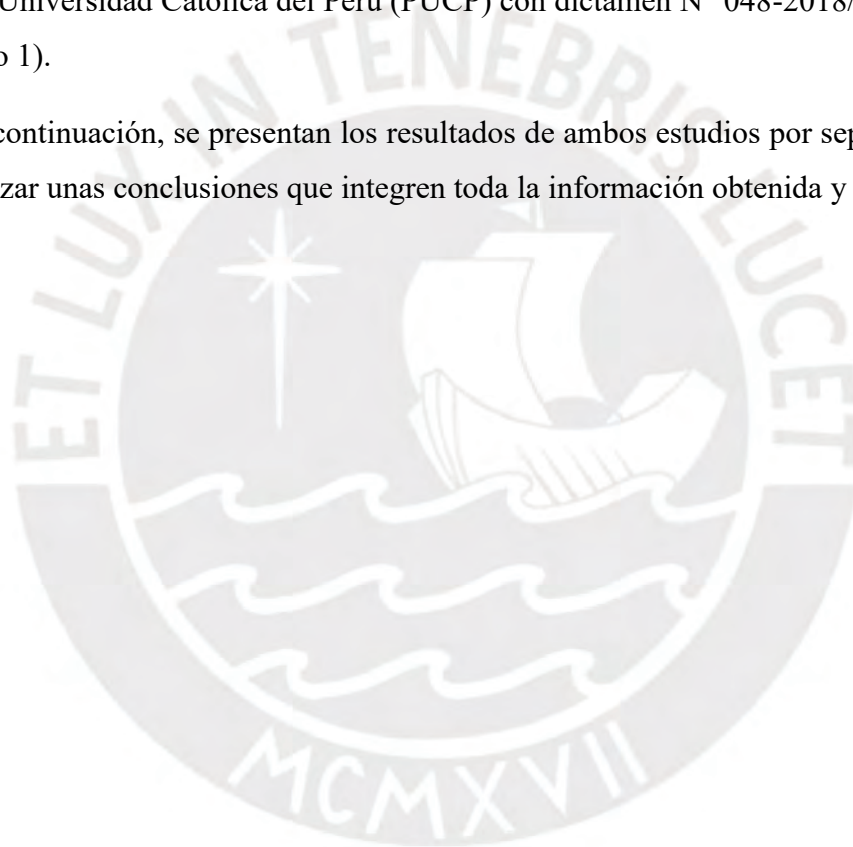 Universidad Católica del Perú (PUCP) con dictamen N° 048-2018/
o 1).
continuación, se presentan los resultados de ambos estudios por sep
zar unas conclusiones que integren toda la información obtenida y
ET LUX IN TENEBRIS LUCET
MCMXVII